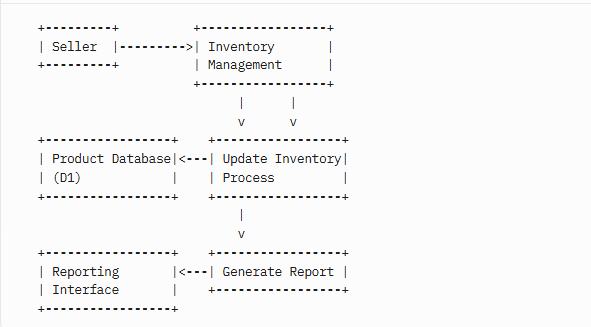 +---------+          +-----------------+
| Seller  |--------->| Inventory       |
+---------+          | Management      |
                     +-----------------+
                           |      |
                           v      v
+-----------------+    +-----------------+
| Product Database|<---| Update Inventory|
| (D1)            |    | Process         |
+-----------------+    +-----------------+
                           |
                           v
+-----------------+    +-----------------+
| Reporting       |<---| Generate Report |
| Interface       |    +-----------------+
+-----------------+